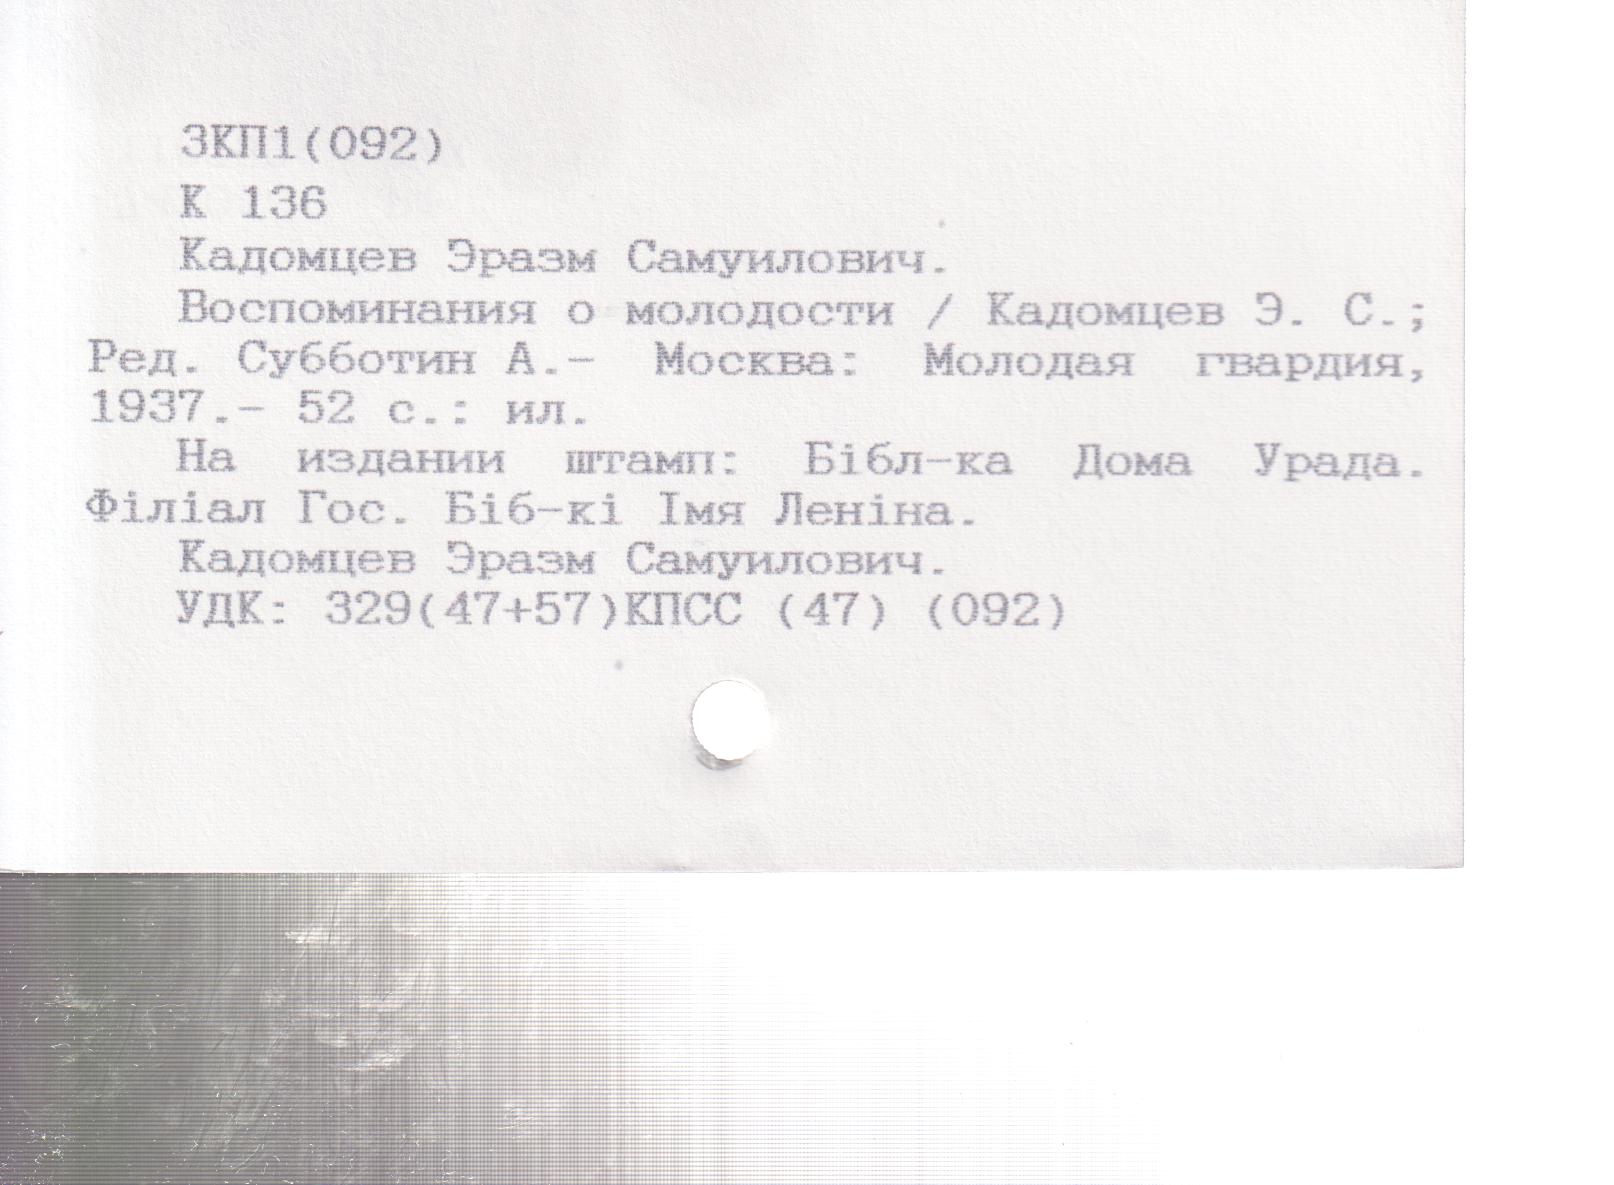 3КП1(092)
К 136
Кадомцев Эразм Самуилович.
Воспоминания о молодости / Кадомцев Э. С.;
Ред. Субботин А.- Москва: Молодая гвардия,
1937.- 52 с.: ил.
На издании штамп: Бібл-ка Дома Урада.
Філіал Гос. Біб-кі Імя Леніна.
Кадомцев Эразм Самуилович.
УДК: 329(47+57)КПСС (47) (092)